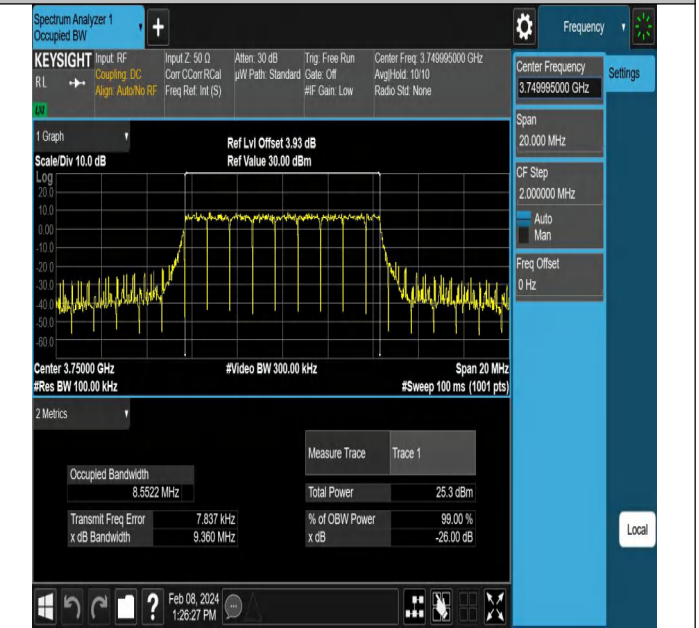 Spectrum Analyzer 1
Occupied BW
Frequency
KEYSIGHT
RL
LXI
Input: RF
Coupling: DC
Align: Auto/No RF
Input Z: 50 Ω
Corr CCorr RCal
Freq Ref: Int (S)
Atten: 30 dB
µW Path: Standard
Trig: Free Run
Gate: Off
#IF Gain: Low
Center Freq: 3.749995000 GHz
Avg|Hold: 10/10
Radio Std: None
Center Frequency
3.749995000 GHz
Settings
Span
20.000 MHz
CF Step
2.000000 MHz
Auto
Man
Freq Offset
0 Hz
1 Graph
Scale/Div 10.0 dB
Ref Lvl Offset 3.93 dB
Ref Value 30.00 dBm
Log
20.0
10.0
0.00
-10.0
-20.0
-30.0
-40.0
-50.0
-60.0
Center 3.75000 GHz
#Video BW 300.00 kHz
Span 20 MHz
#Res BW 100.00 kHz
#Sweep 100 ms (1001 pts)
2 Metrics
Measure Trace
Trace 1
Occupied Bandwidth
8.5522 MHz
Total Power
25.3 dBm
Transmit Freq Error
7.837 kHz
% of OBW Power
99.00 %
x dB Bandwidth
9.360 MHz
x dB
-26.00 dB
Local
?
Feb 08, 2024
1:26:27 PM